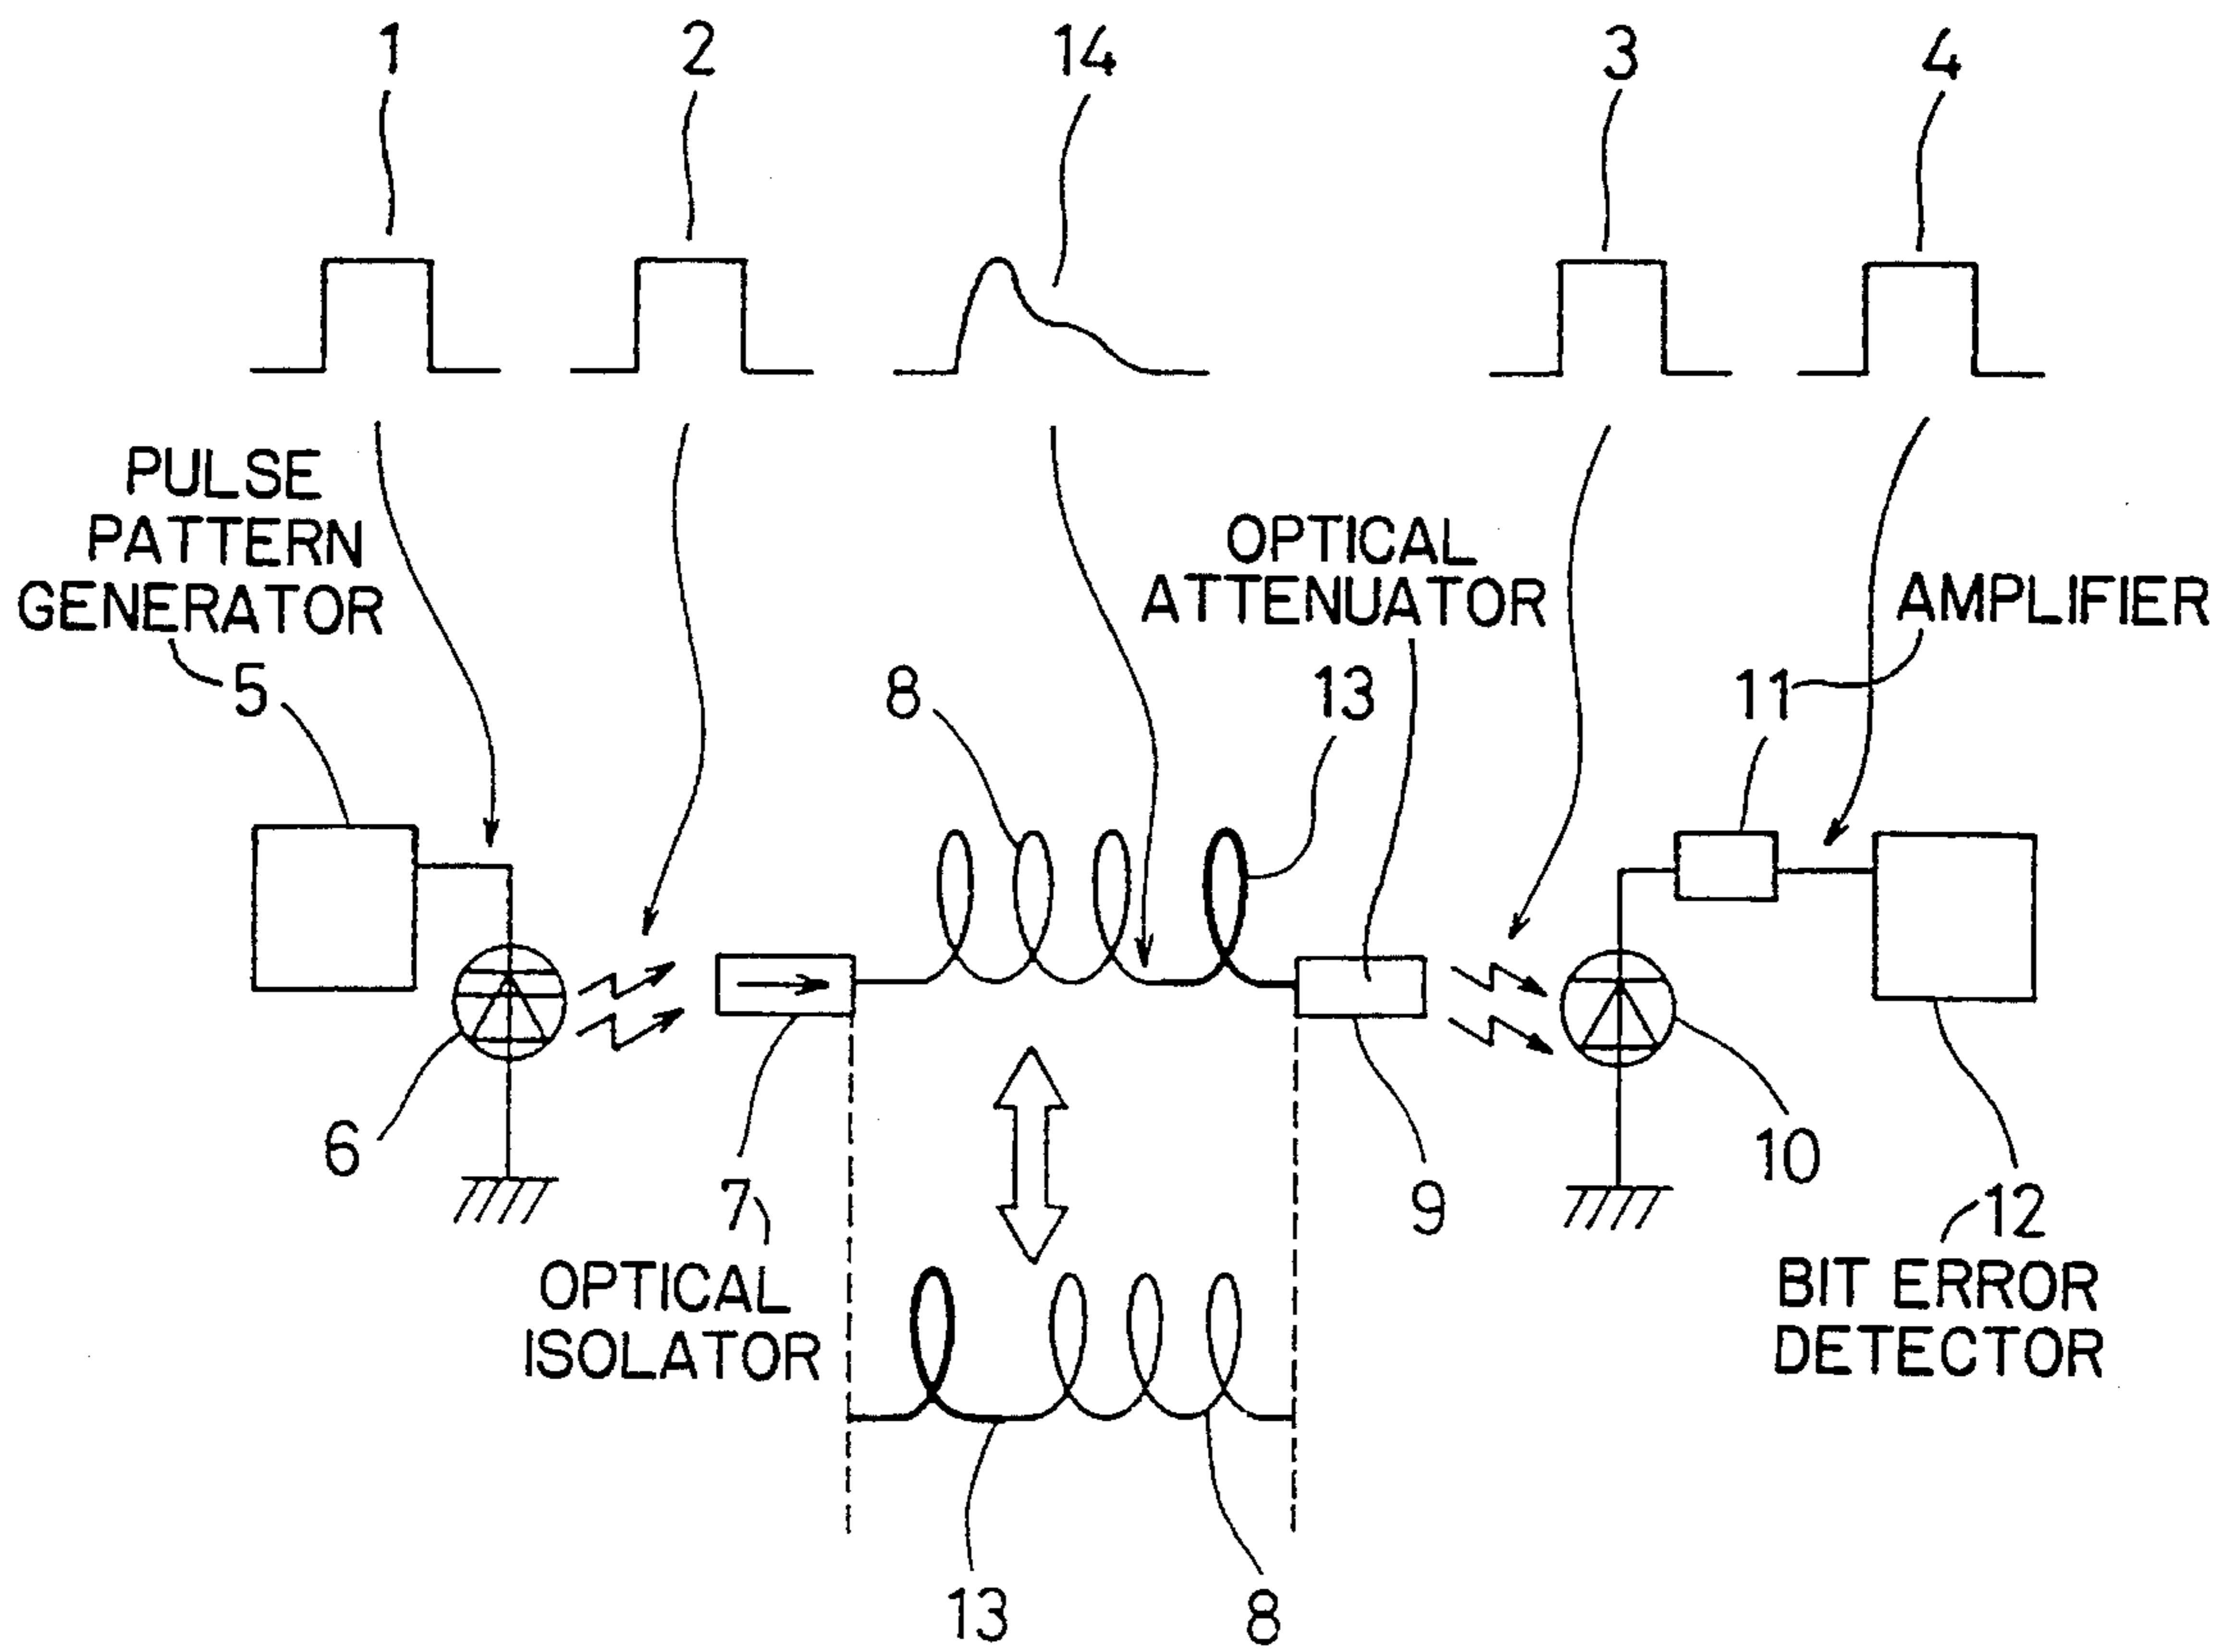 1
2
14
3
4
PULSE
PATTERN
GENERATOR
5
OPTICAL
ATTENUATOR
AMPLIFIER
8
13
11
6
7
OPTICAL
ISOLATOR
9
10
12
BIT ERROR
DETECTOR
13
8